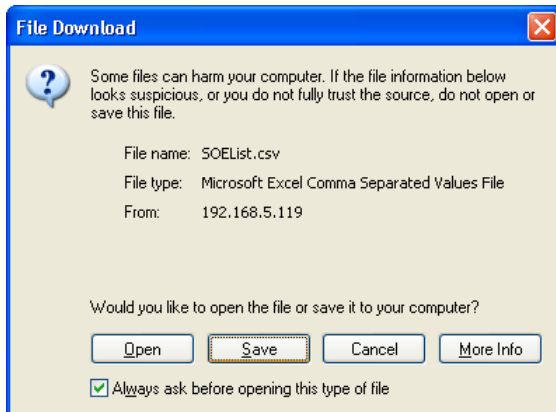 File Download
Some files can harm your computer. If the file information below
looks suspicious, or you do not fully trust the source, do not open or
save this file.
File name: SOEList.csv
File type: Microsoft Excel Comma Separated Values File
From: 192.168.5.119
Would you like to open the file or save it to your computer?
Open Save Cancel More Info
Always ask before opening this type of file